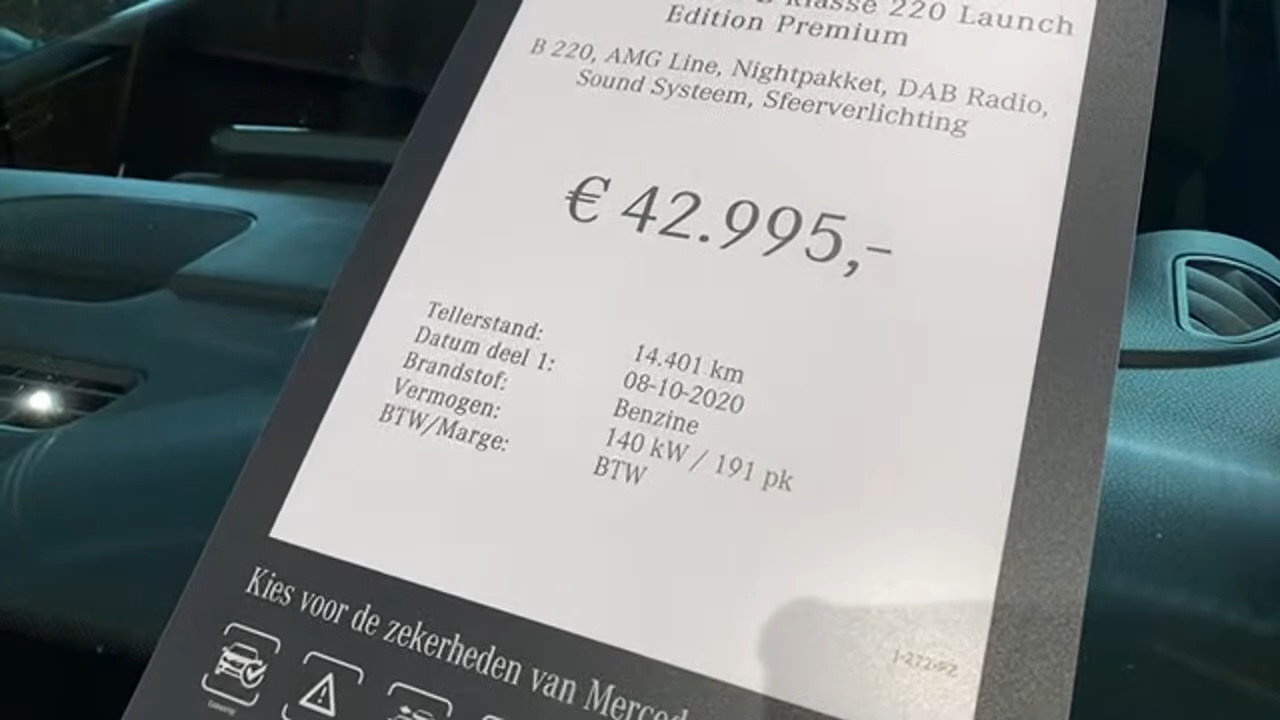 Klasse 220 Launch
Edition Premium
B 220, AMG Line, Nightpakket, DAB Radio,
Sound Systeem, Sfeerverlichting
€ 42.995,-
Tellerstand: 14.401 km
Datum deel 1: 08-10-2020
Brandstof: Benzine
Vermogen: 140 kW / 191 pk
BTW/Marge: BTW
Kies voor de zekerheden van Merced